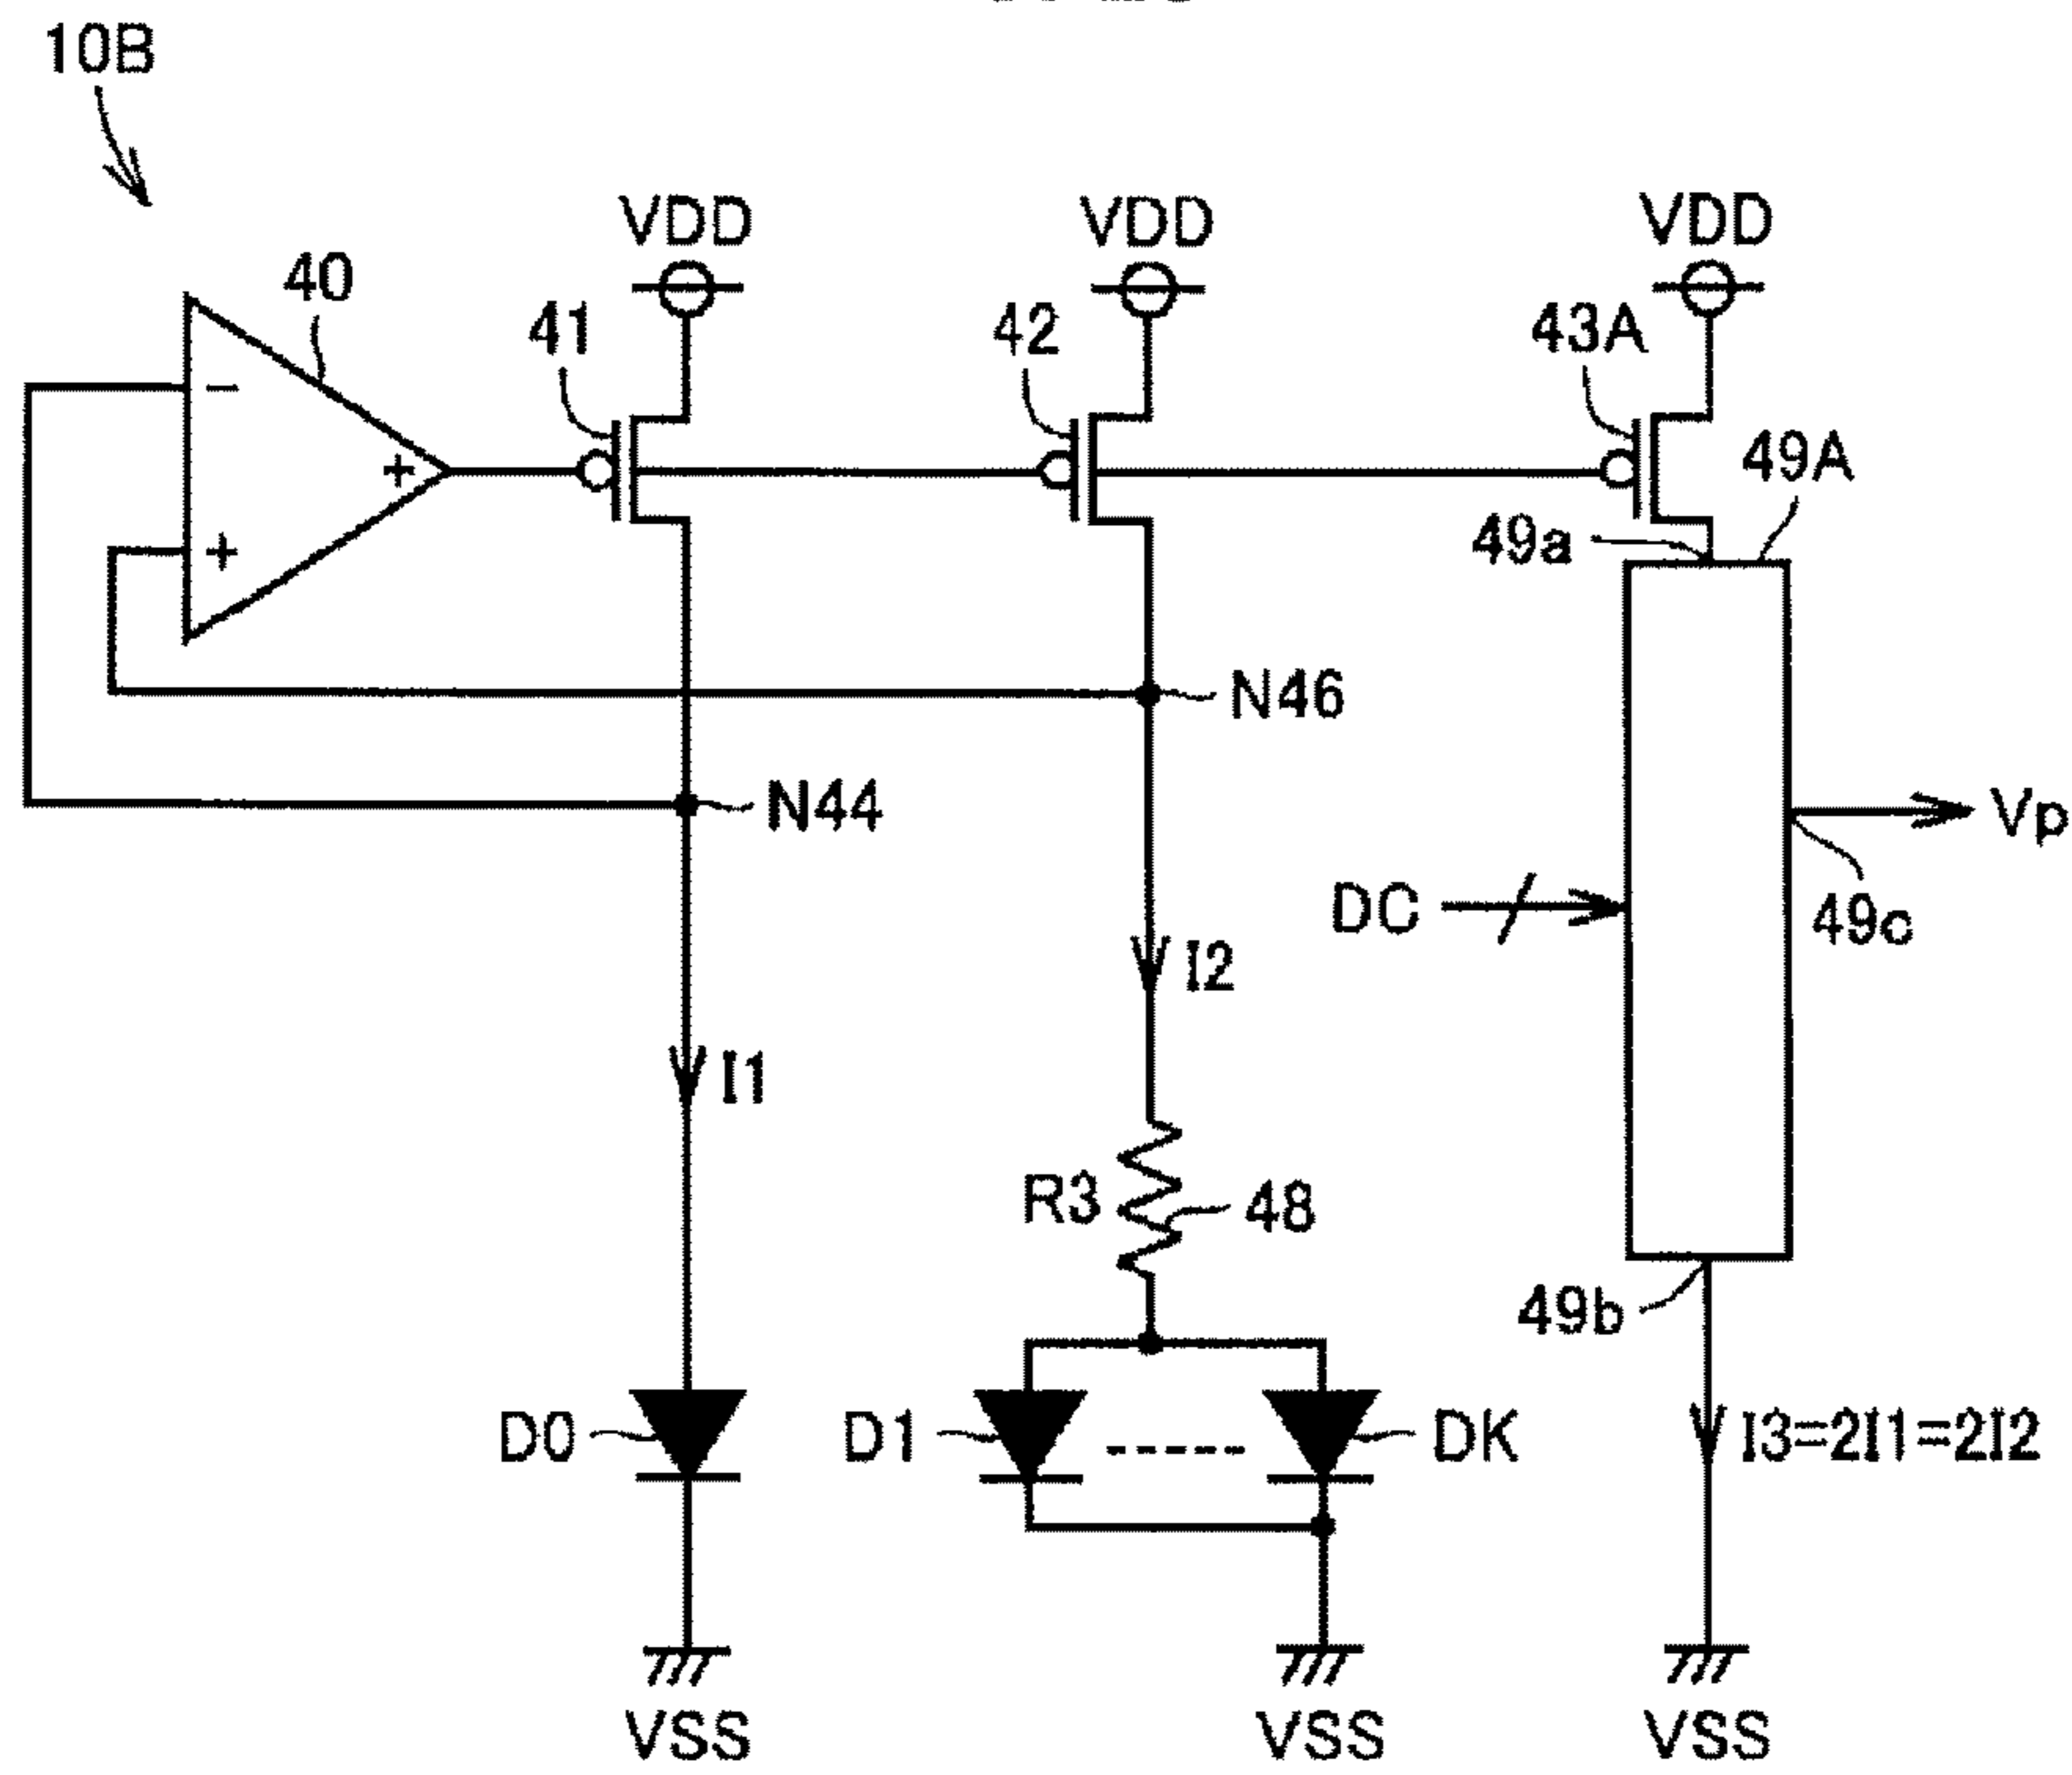 10B
VDD VDD VDD
40 41 42 43A
− +
+
49A
49a
N46
N44
Vp
DC
49c
I2
I1
R3 48
49b
D0 D1 DK
I3=2I1=2I2
VSS VSS VSS